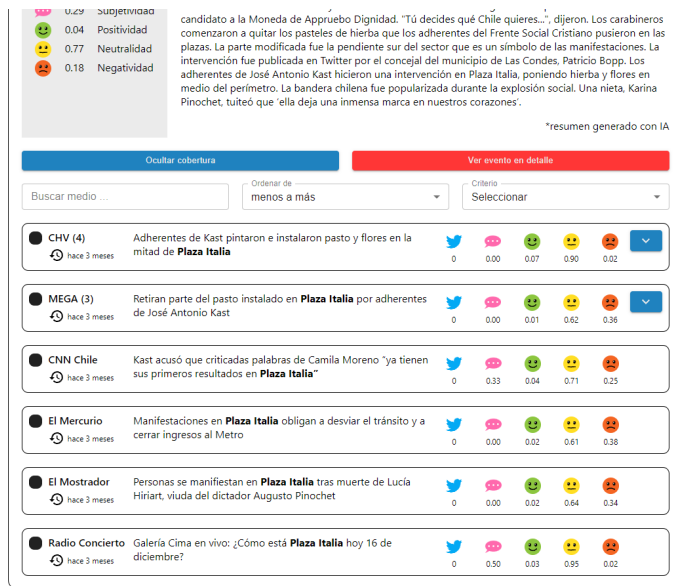 0.29 Subjetividad
0.04 Positividad
0.77 Neutralidad
0.18 Negatividad
candidato a la Moneda de Appruebo Dignidad. "Tú decides qué Chile quieres...", dijeron. Los carabineros
comenzaron a quitar los pasteles de hierba que los adherentes del Frente Social Cristiano pusieron en las
plazas. La parte modificada fue la pendiente sur del sector que es un símbolo de las manifestaciones. La
intervención fue publicada en Twitter por el concejal del municipio de Las Condes, Patricio Bopp. Los
adherentes de José Antonio Kast hicieron una intervención en Plaza Italia, poniendo hierba y flores en
medio del perímetro. La bandera chilena fue popularizada durante la explosión social. Una nieta, Karina
Pinochet, tuiteó que 'ella deja una inmensa marca en nuestros corazones'.
*resumen generado con IA
Ocultar cobertura
Ver evento en detalle
Buscar medio ...
Ordenar de
menos a más
Criterio
Seleccionar
CHV (4)
hace 3 meses
Adherentes de Kast pintaron e instalaron pasto y flores en la
mitad de Plaza Italia
0 0.00 0.07 0.90 0.02
MEGA (3)
hace 3 meses
Retiran parte del pasto instalado en Plaza Italia por adherentes
de José Antonio Kast
0 0.00 0.01 0.62 0.36
CNN Chile
hace 3 meses
Kast acusó que criticadas palabras de Camila Moreno "ya tienen
sus primeros resultados en Plaza Italia"
0 0.33 0.04 0.71 0.25
El Mercurio
hace 3 meses
Manifestaciones en Plaza Italia obligan a desviar el tránsito y a
cerrar ingresos al Metro
0 0.00 0.02 0.61 0.38
El Mostrador
hace 3 meses
Personas se manifiestan en Plaza Italia tras muerte de Lucía
Hiriart, viuda del dictador Augusto Pinochet
0 0.00 0.02 0.64 0.34
Radio Concierto
hace 3 meses
Galería Cima en vivo: ¿Cómo está Plaza Italia hoy 16 de
diciembre?
0 0.50 0.03 0.95 0.02